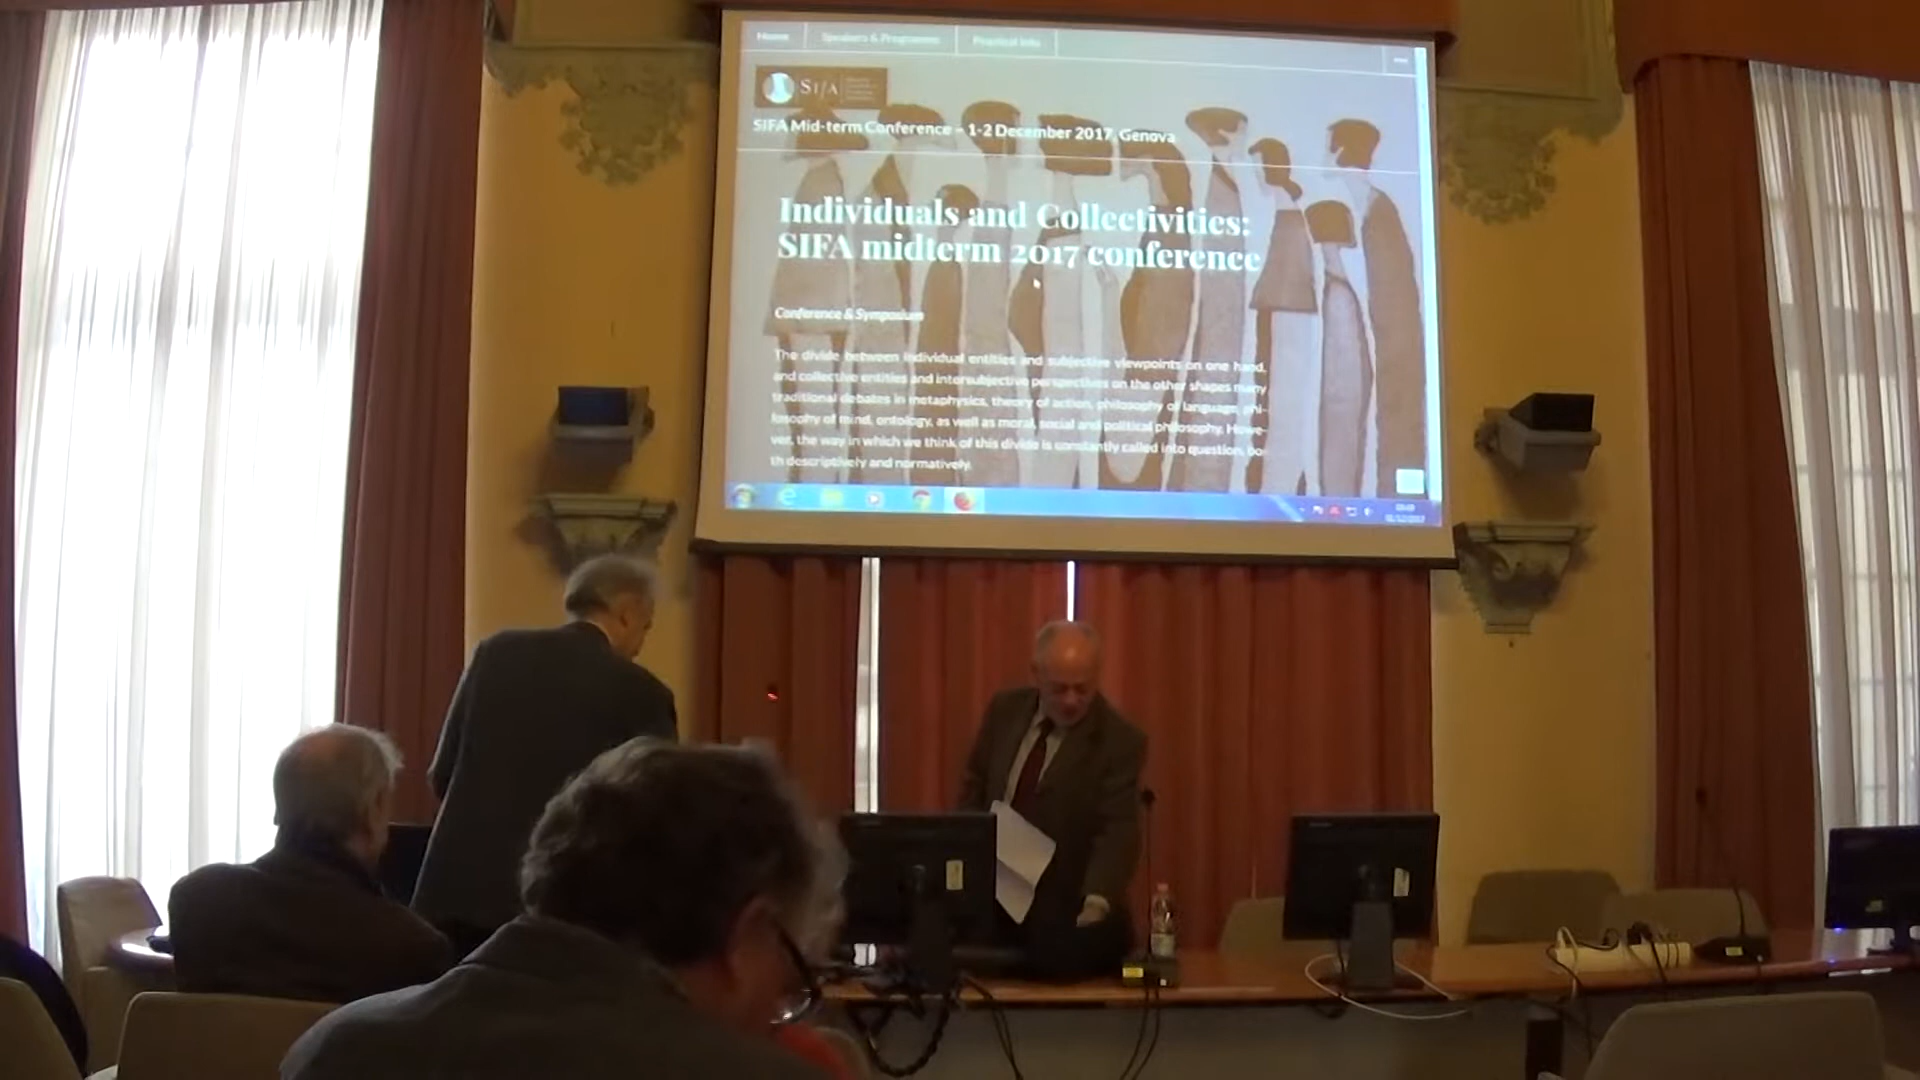 Home Speakers & Programme Practical Info
SIFA
SIFA Mid-term Conference – 1-2 December 2017, Genova
Individuals and Collectivities:
SIFA midterm 2017 conference
Conference & Symposium
The divide between individual entities and subjective viewpoints on one hand,
and collective entities and intersubjective perspectives on the other shapes many
traditional debates in metaphysics, theory of action, philosophy of language, phi-
losophy of mind, ontology, as well as moral, social and political philosophy. Howe-
ver, the way in which we think of this divide is constantly called into question, bo-
th descriptively and normatively.